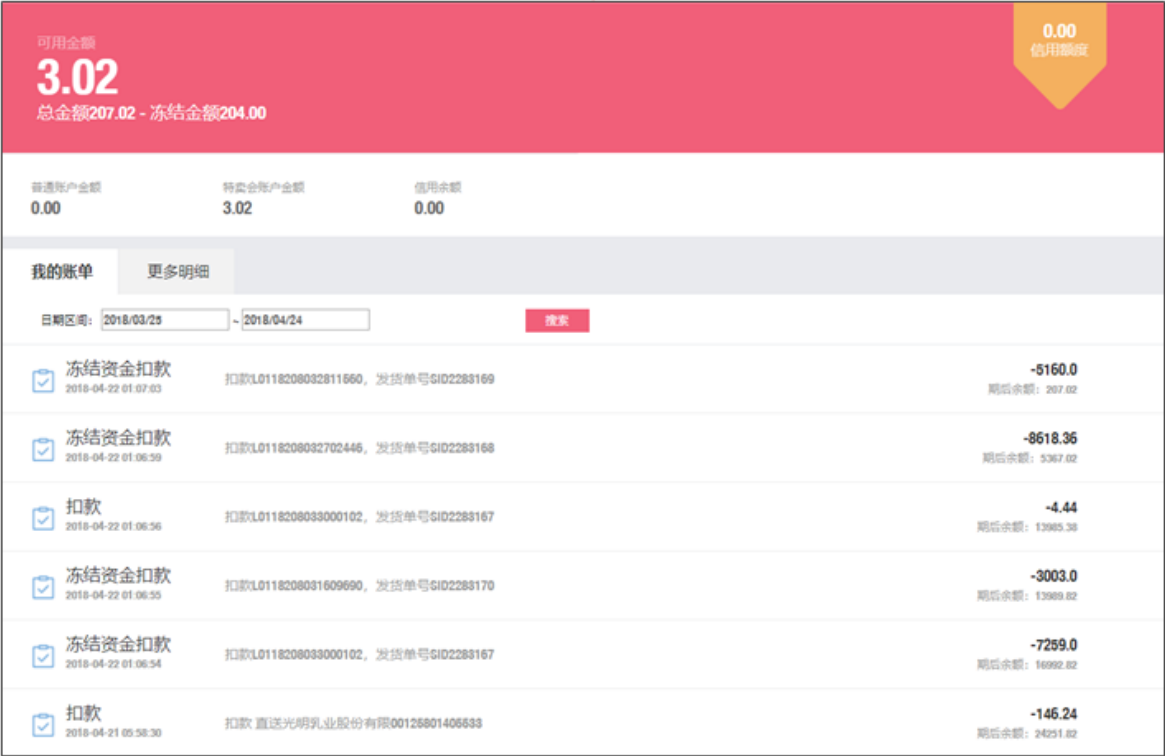 可用金额
3.02
总金额207.02 - 冻结金额204.00
0.00
信用额度
普通账户金额 特卖会账户金额 信用余额
0.00 3.02 0.00
我的账单 更多明细
日期区间： 2018/03/25 ~ 2018/04/24 搜索
冻结资金扣款
2018-04-22 01:07:03
扣款L0118208032811560，发货单号SID2283169
-5160.0
期后余额：207.02
冻结资金扣款
2018-04-22 01:06:59
扣款L0118208032702446，发货单号SID2283168
-8618.36
期后余额：5367.02
扣款
2018-04-22 01:06:56
扣款L0118208033000102，发货单号SID2283167
-4.44
期后余额：13985.38
冻结资金扣款
2018-04-22 01:06:55
扣款L0118208031609690，发货单号SID2283170
-3003.0
期后余额：13989.82
冻结资金扣款
2018-04-22 01:06:54
扣款L0118208033000102，发货单号SID2283167
-7259.0
期后余额：16992.82
扣款
2018-04-21 05:58:30
扣款 直送光明乳业股份有限00125801406533
-146.24
期后余额：24251.82